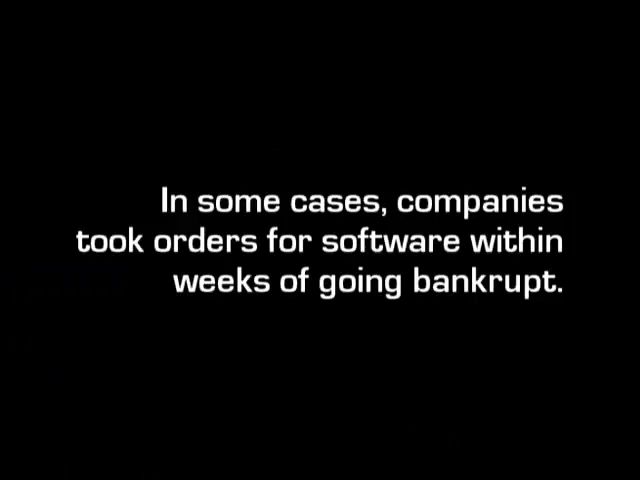 In some cases, companies
took orders for software within
weeks of going bankrupt.